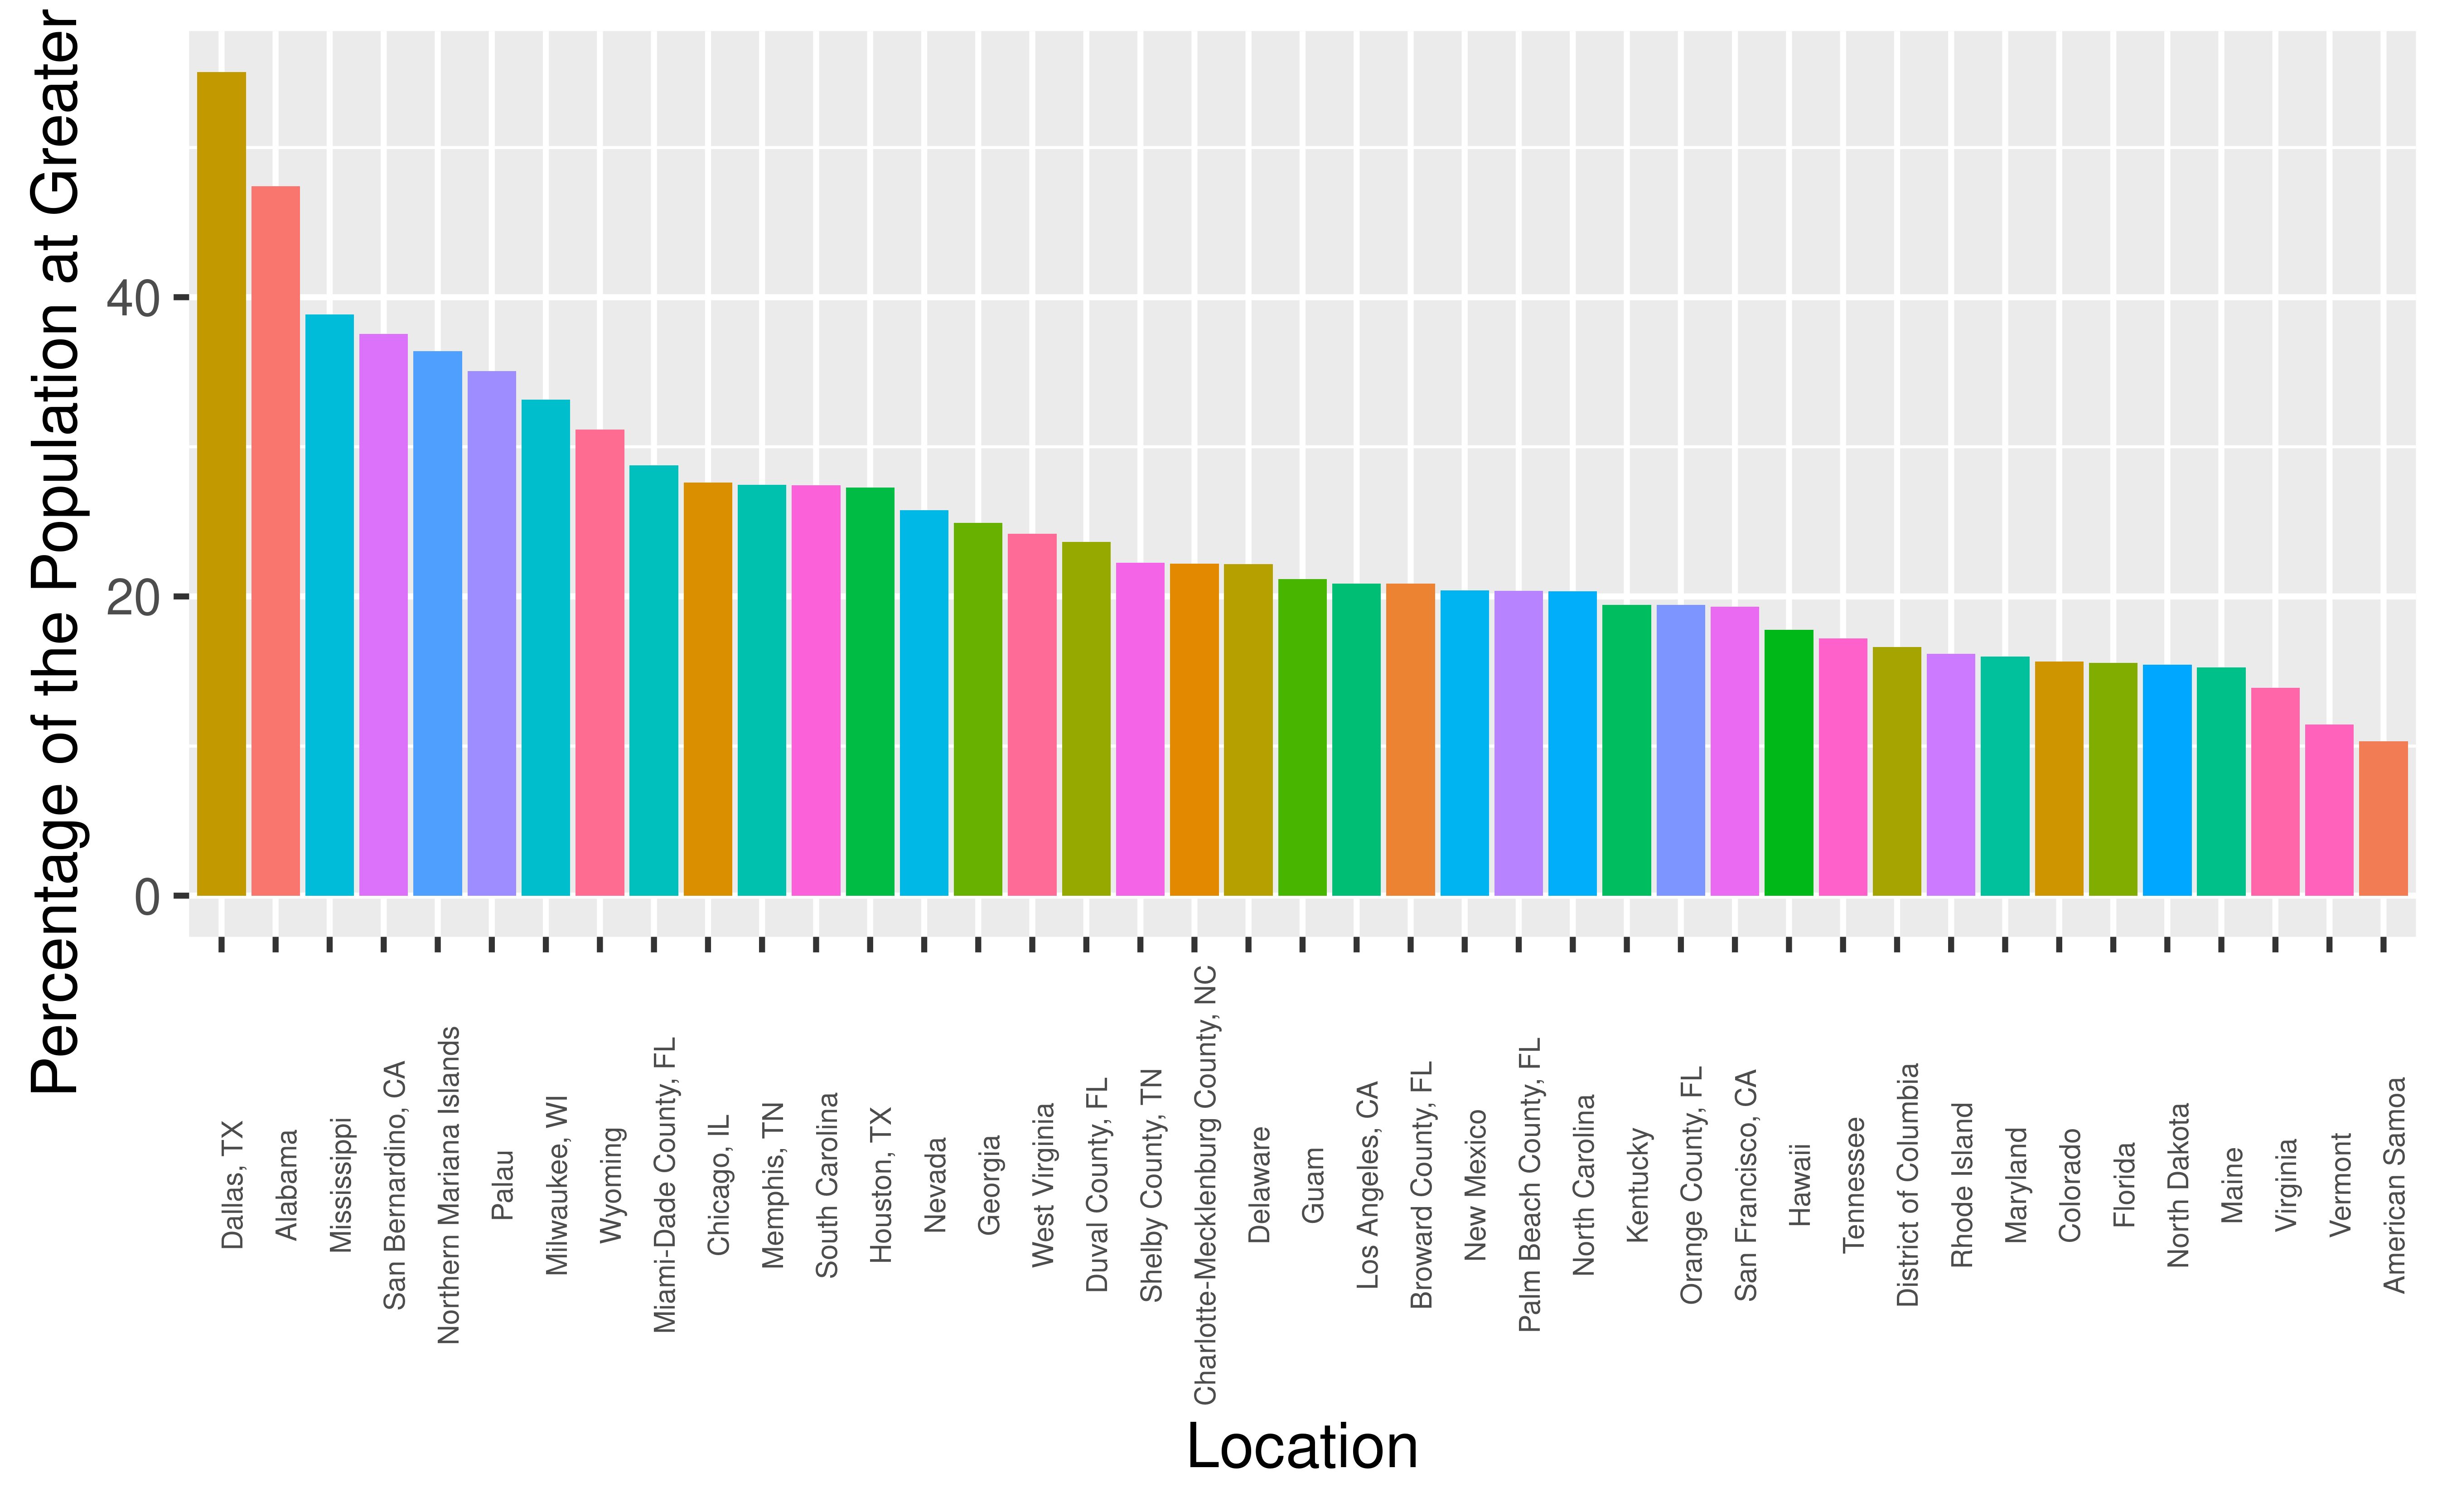 Percentage of the Population at Greater
40
20
0
Dallas, TX
Alabama
Mississippi
San Bernardino, CA
Northern Mariana Islands
Palau
Milwaukee, WI
Wyoming
Miami-Dade County, FL
Chicago, IL
Memphis, TN
South Carolina
Houston, TX
Nevada
Georgia
West Virginia
Duval County, FL
Shelby County, TN
Charlotte-Mecklenburg County, NC
Delaware
Guam
Los Angeles, CA
Broward County, FL
New Mexico
Palm Beach County, FL
North Carolina
Kentucky
Orange County, FL
San Francisco, CA
Hawaii
Tennessee
District of Columbia
Rhode Island
Maryland
Colorado
Florida
North Dakota
Maine
Virginia
Vermont
American Samoa
Location